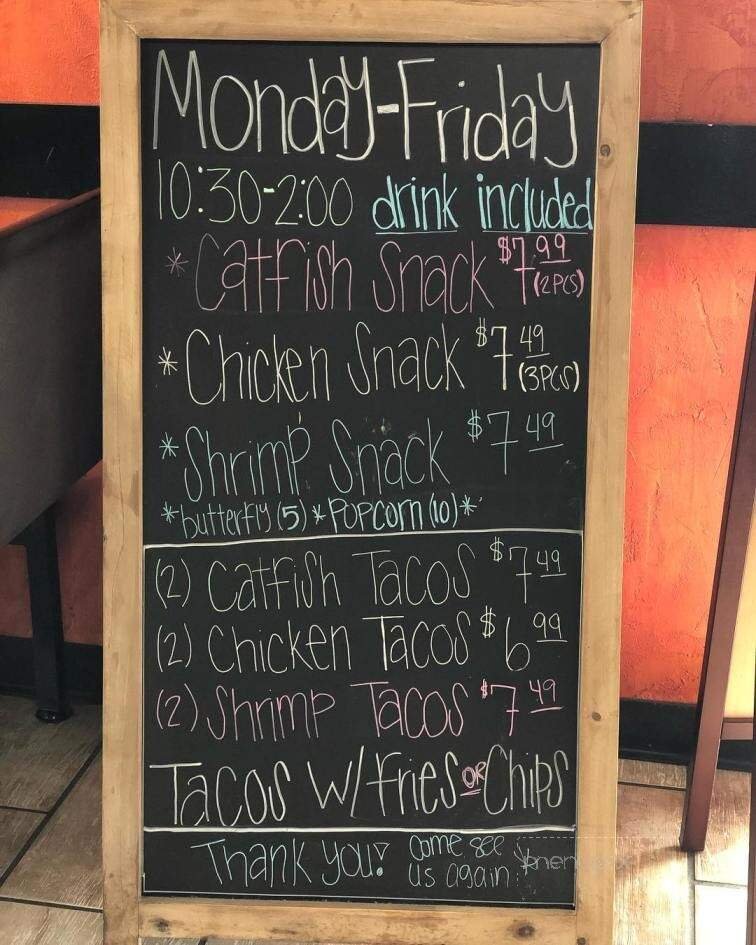 Monday-Friday
10:30-2:00 drink included
* Catfish Snack $7.99 (2pcs)
* Chicken Snack $7 49 (3pcs)
* Shrimp Snack $7 49
*butterfly (5) * Popcorn (10) *
(2) Catfish Tacos $7 49
(2) Chicken Tacos $6 99
(2) Shrimp Tacos $7 49
Tacos w/ fries or Chips
Thank you! Come see
us again!